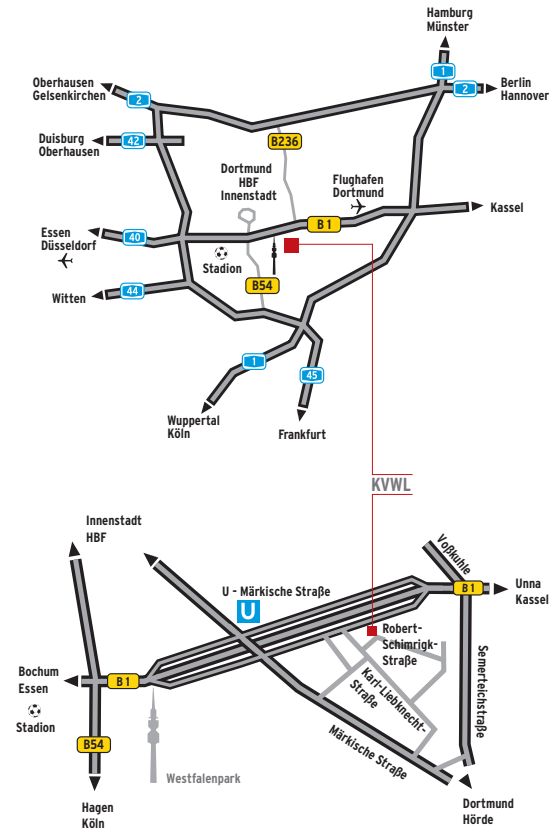 Hamburg
Münster
1
2
Berlin
Hannover
Oberhausen
Gelsenkirchen
2
Duisburg
Oberhausen
42
B236
Dortmund
HBF
Innenstadt
Flughafen
Dortmund
Kassel
B 1
Essen
Düsseldorf
40
Stadion
B54
Witten
44
1
45
Wuppertal
Köln
Frankfurt
KVWL
Innenstadt
HBF
Voßkuhle
U - Märkische Straße
U
B 1
Unna
Kassel
Robert-
Schimrigk-
Straße
Karl-Liebknecht-
Straße
Semerteichstraße
Bochum
Essen
B1
Stadion
B54
Märkische Straße
Westfalenpark
Hagen
Köln
Dortmund
Hörde